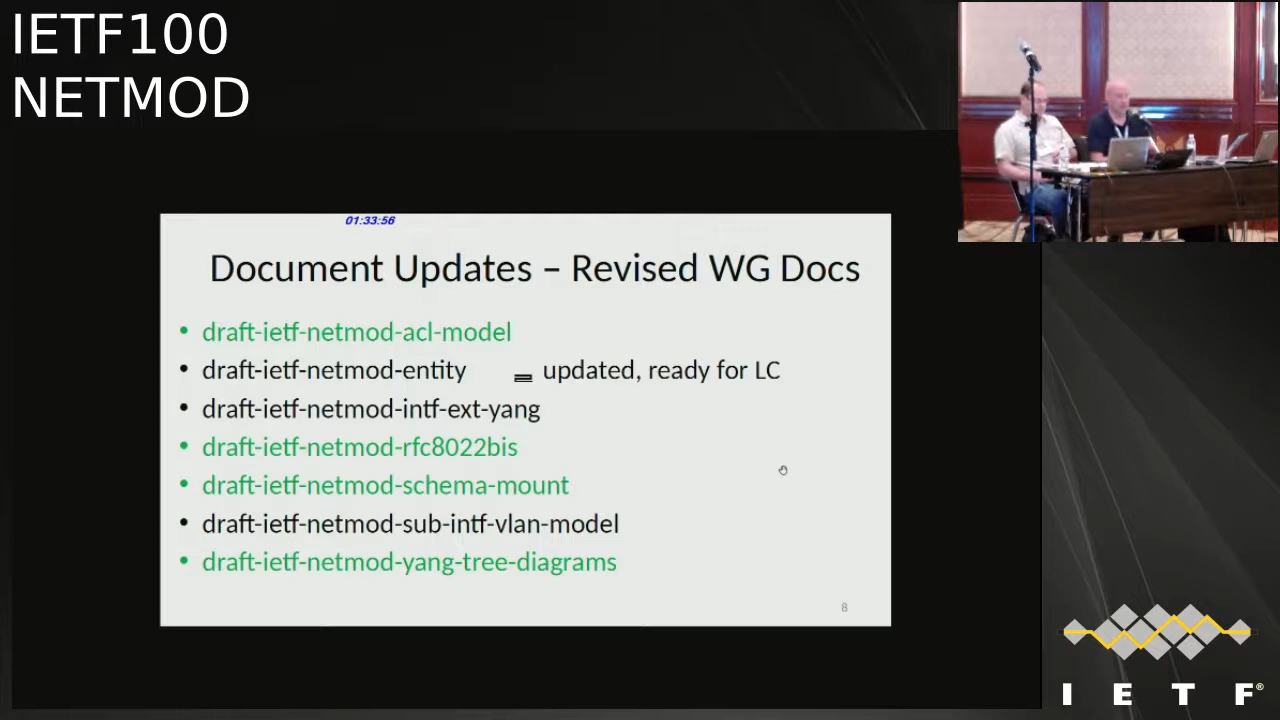 IETF100
NETMOD
01:33:56
Document Updates – Revised WG Docs
• draft-ietf-netmod-acl-model
• draft-ietf-netmod-entity = updated, ready for LC
• draft-ietf-netmod-intf-ext-yang
• draft-ietf-netmod-rfc8022bis
• draft-ietf-netmod-schema-mount
• draft-ietf-netmod-sub-intf-vlan-model
• draft-ietf-netmod-yang-tree-diagrams
8
I E T F®